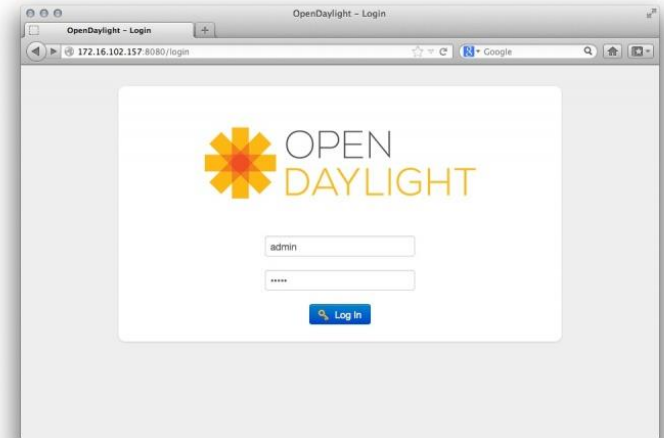 OpenDaylight – Login
OpenDaylight – Login
172.16.102.157:8080/login
Google
OPEN
DAYLIGHT
admin
•••••
Log In